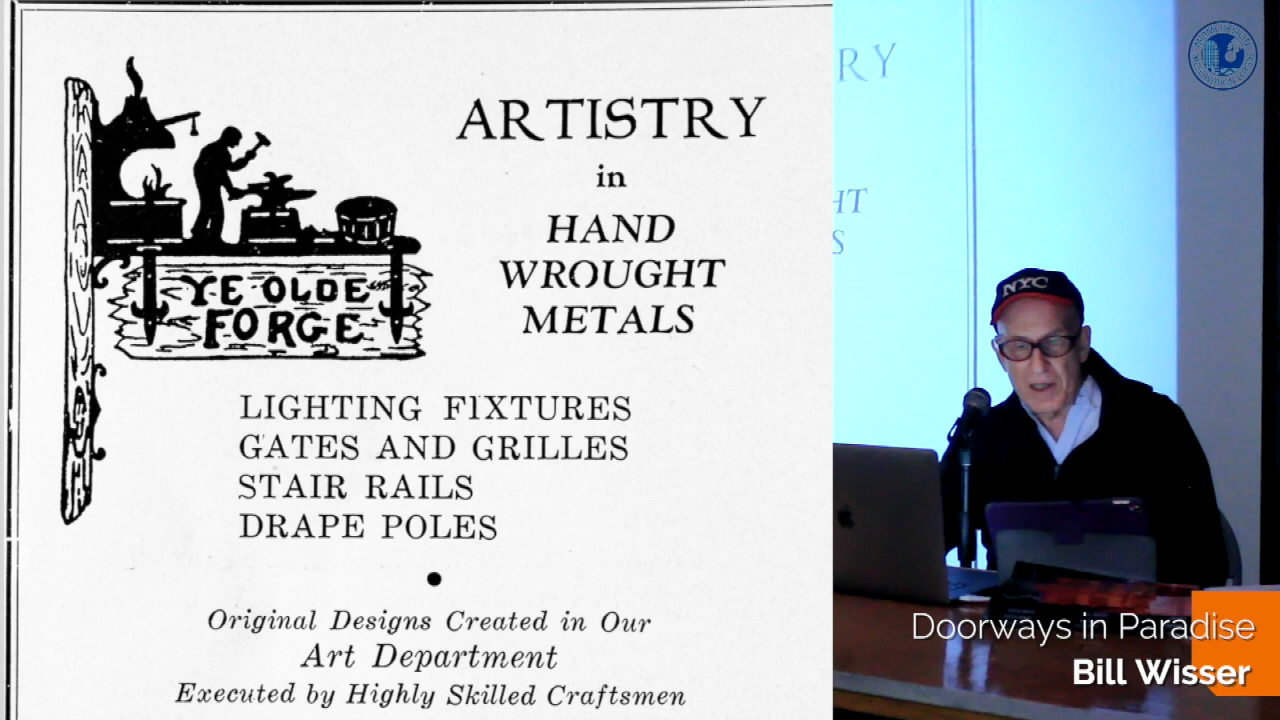 ARTISTRY
in
HAND
WROUGHT
METALS
YE OLDE
FORGE
LIGHTING FIXTURES
GATES AND GRILLES
STAIR RAILS
DRAPE POLES
Original Designs Created in Our
Art Department
Executed by Highly Skilled Craftsmen
RY
HT
S
NYC
Doorways in Paradise
Bill Wisser